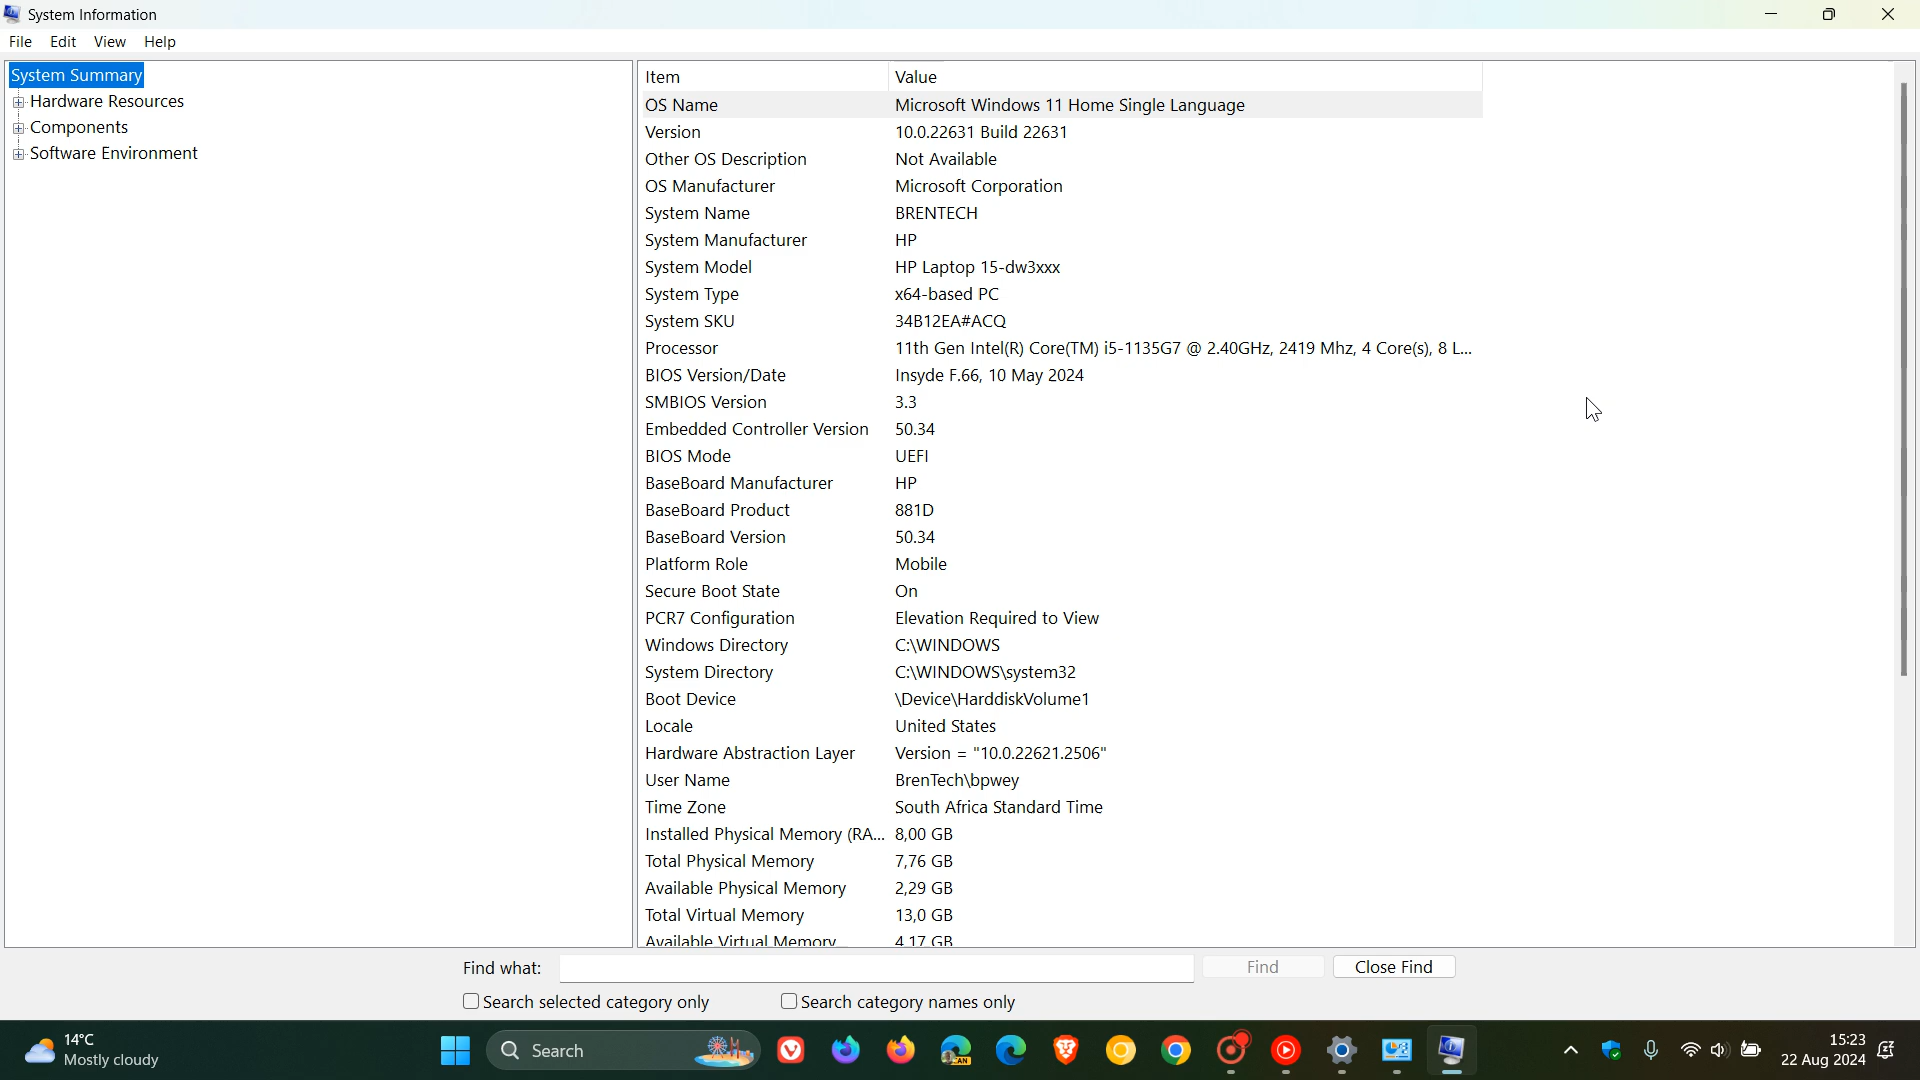 System Information
File Edit View Help
System Summary
Hardware Resources
Components
Software Environment
Item Value
OS Name Microsoft Windows 11 Home Single Language
Version 10.0.22631 Build 22631
Other OS Description Not Available
OS Manufacturer Microsoft Corporation
System Name BRENTECH
System Manufacturer HP
System Model HP Laptop 15-dw3xxx
System Type x64-based PC
System SKU 34B12EA#ACQ
Processor 11th Gen Intel(R) Core(TM) i5-1135G7 @ 2.40GHz, 2419 Mhz, 4 Core(s), 8 L...
BIOS Version/Date Insyde F.66, 10 May 2024
SMBIOS Version 3.3
Embedded Controller Version 50.34
BIOS Mode UEFI
BaseBoard Manufacturer HP
BaseBoard Product 881D
BaseBoard Version 50.34
Platform Role Mobile
Secure Boot State On
PCR7 Configuration Elevation Required to View
Windows Directory C:\WINDOWS
System Directory C:\WINDOWS\system32
Boot Device \Device\HarddiskVolume1
Locale United States
Hardware Abstraction Layer Version = "10.0.22621.2506"
User Name BrenTech\bpwey
Time Zone South Africa Standard Time
Installed Physical Memory (RA... 8,00 GB
Total Physical Memory 7,76 GB
Available Physical Memory 2,29 GB
Total Virtual Memory 13,0 GB
Available Virtual Memory 4,17 GB
Find what: Find Close Find
Search selected category only Search category names only
14°C
Mostly cloudy
Search
CAN
15:23
22 Aug 2024